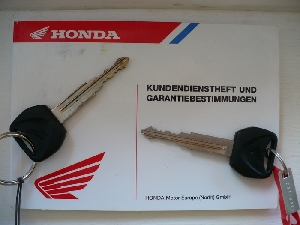 HONDA
KUNDENDIENSTHEFT UND
GARANTIEBESTIMMUNGEN
HONDA Motor Europe (North) GmbH